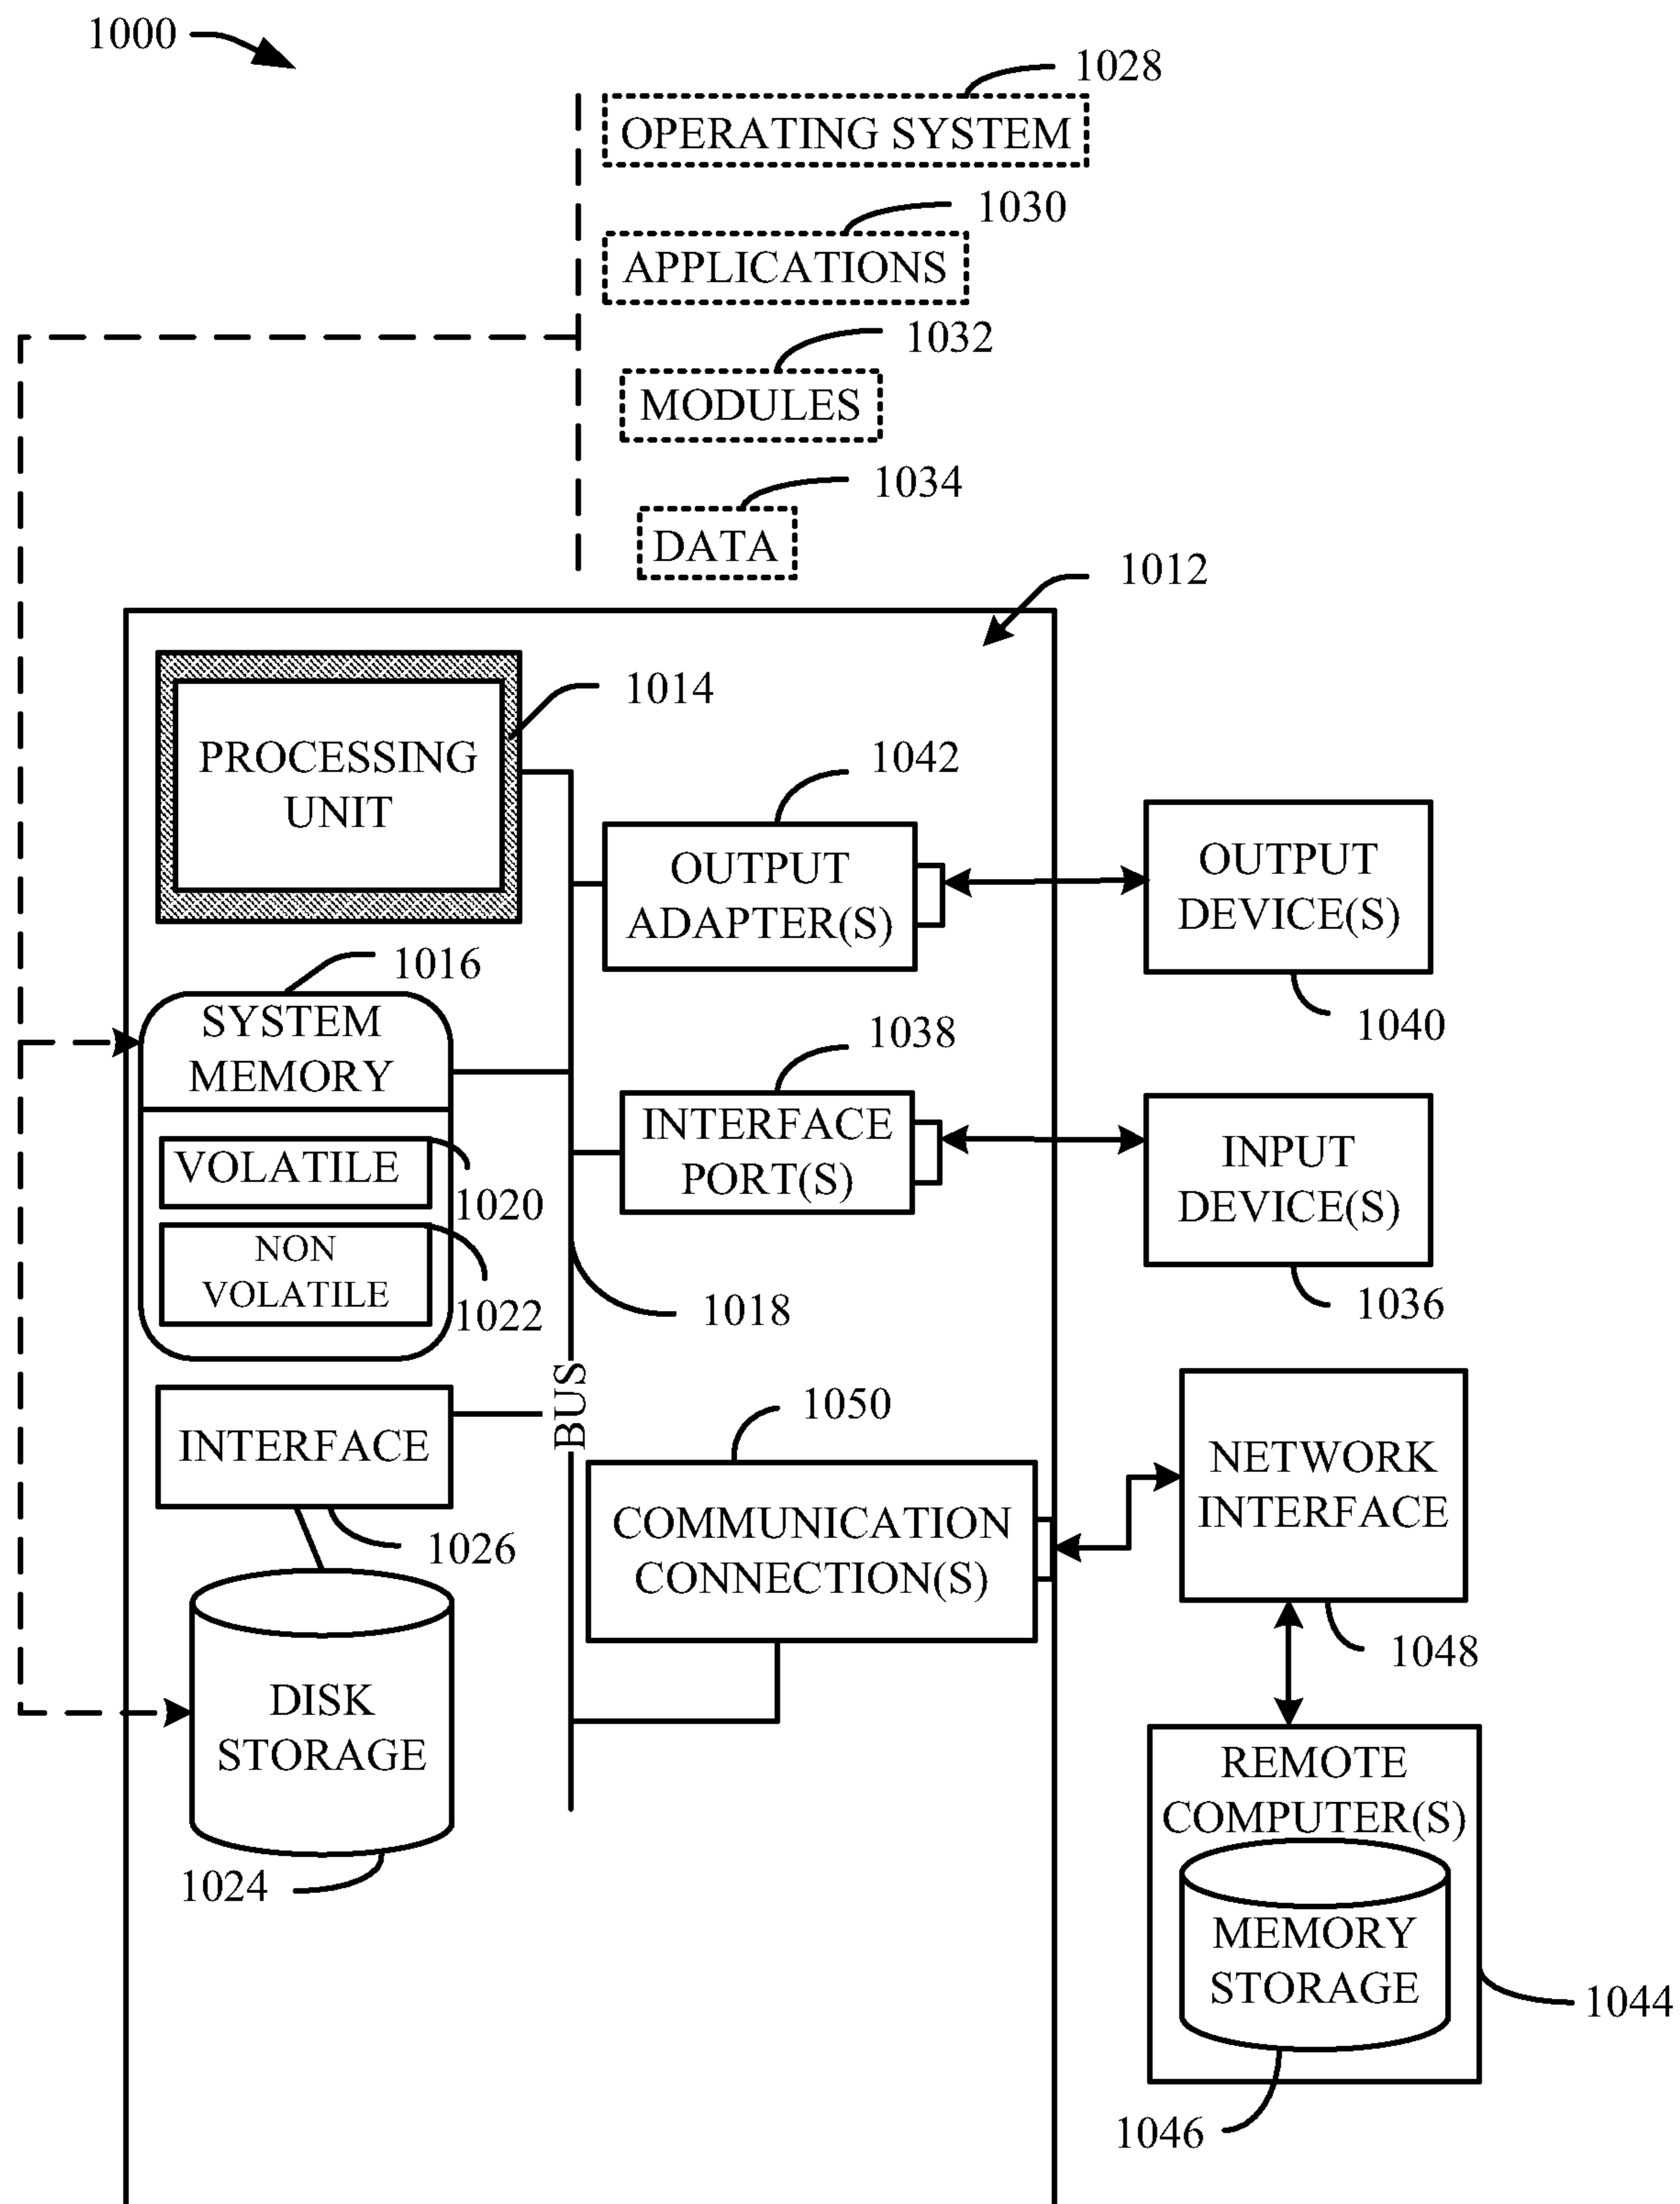 1000
1028
OPERATING SYSTEM
1030
APPLICATIONS
1032
MODULES
1034
DATA
1012
1014
PROCESSING
UNIT
1042
OUTPUT
ADAPTER(S)
OUTPUT
DEVICE(S)
1040
1016
SYSTEM
MEMORY
1038
INTERFACE
PORT(S)
INPUT
DEVICE(S)
1036
VOLATILE
1020
NON
VOLATILE
1022
1018
BUS
INTERFACE
1026
1050
COMMUNICATION
CONNECTION(S)
NETWORK
INTERFACE
1048
DISK
STORAGE
1024
REMOTE
COMPUTER(S)
MEMORY
STORAGE
1044
1046